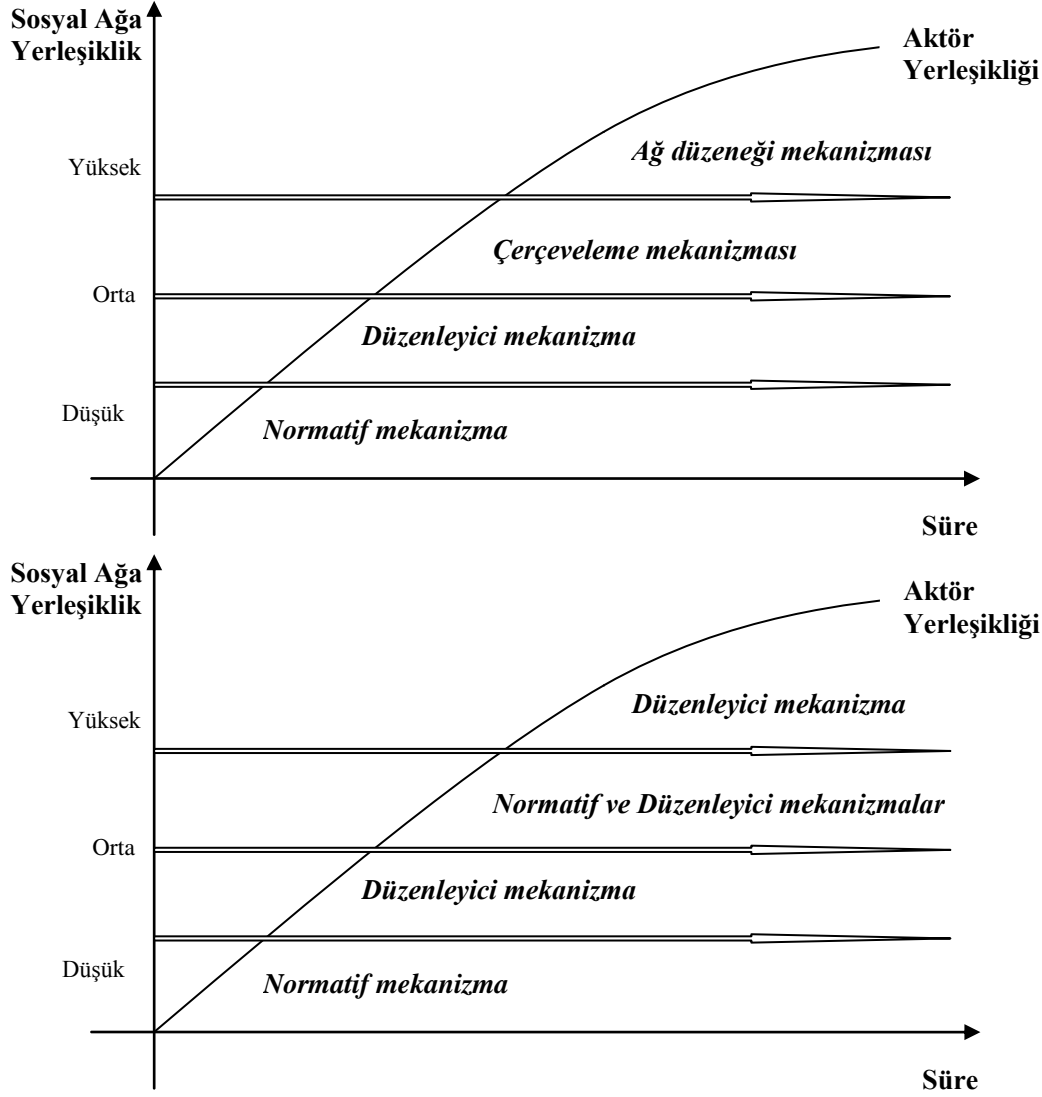 Sosyal Ağa
Yerleşiklik
Aktör
Yerleşikliği
Yüksek
Ağ düzeneği mekanizması
Çerçeveleme mekanizması
Orta
Düzenleyici mekanizma
Düşük
Normatif mekanizma
Süre
Sosyal Ağa
Yerleşiklik
Aktör
Yerleşikliği
Yüksek
Düzenleyici mekanizma
Normatif ve Düzenleyici mekanizmalar
Orta
Düzenleyici mekanizma
Düşük
Normatif mekanizma
Süre